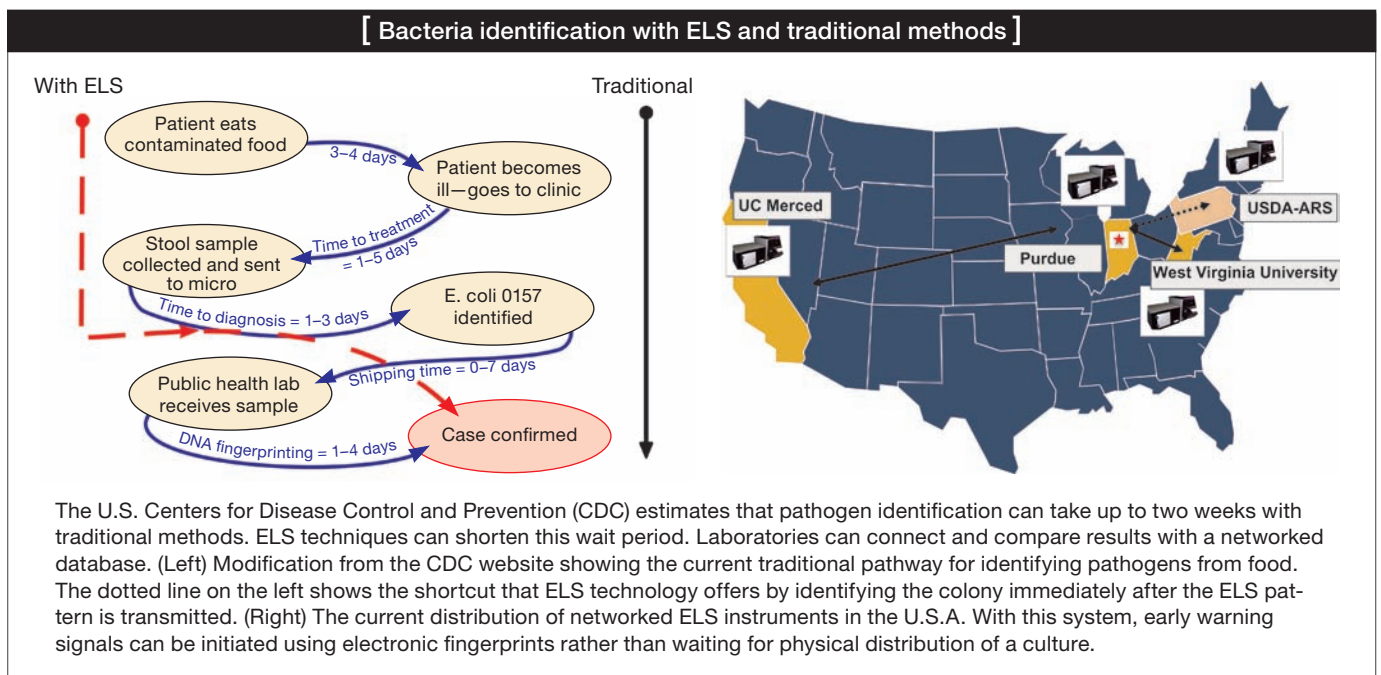 [ Bacteria identification with ELS and traditional methods ]
With ELS
Traditional
Patient eats
contaminated food
3–4 days
Patient becomes
ill—goes to clinic
Time to treatment
= 1–5 days
Stool sample
collected and sent
to micro
Time to diagnosis = 1–3 days
E. coli 0157
identified
Shipping time = 0–7 days
Public health lab
receives sample
DNA fingerprinting = 1–4 days
Case confirmed
UC Merced
Purdue
USDA-ARS
West Virginia University
The U.S. Centers for Disease Control and Prevention (CDC) estimates that pathogen identification can take up to two weeks with
traditional methods. ELS techniques can shorten this wait period. Laboratories can connect and compare results with a networked
database. (Left) Modification from the CDC website showing the current traditional pathway for identifying pathogens from food.
The dotted line on the left shows the shortcut that ELS technology offers by identifying the colony immediately after the ELS pat-
tern is transmitted. (Right) The current distribution of networked ELS instruments in the U.S.A. With this system, early warning
signals can be initiated using electronic fingerprints rather than waiting for physical distribution of a culture.